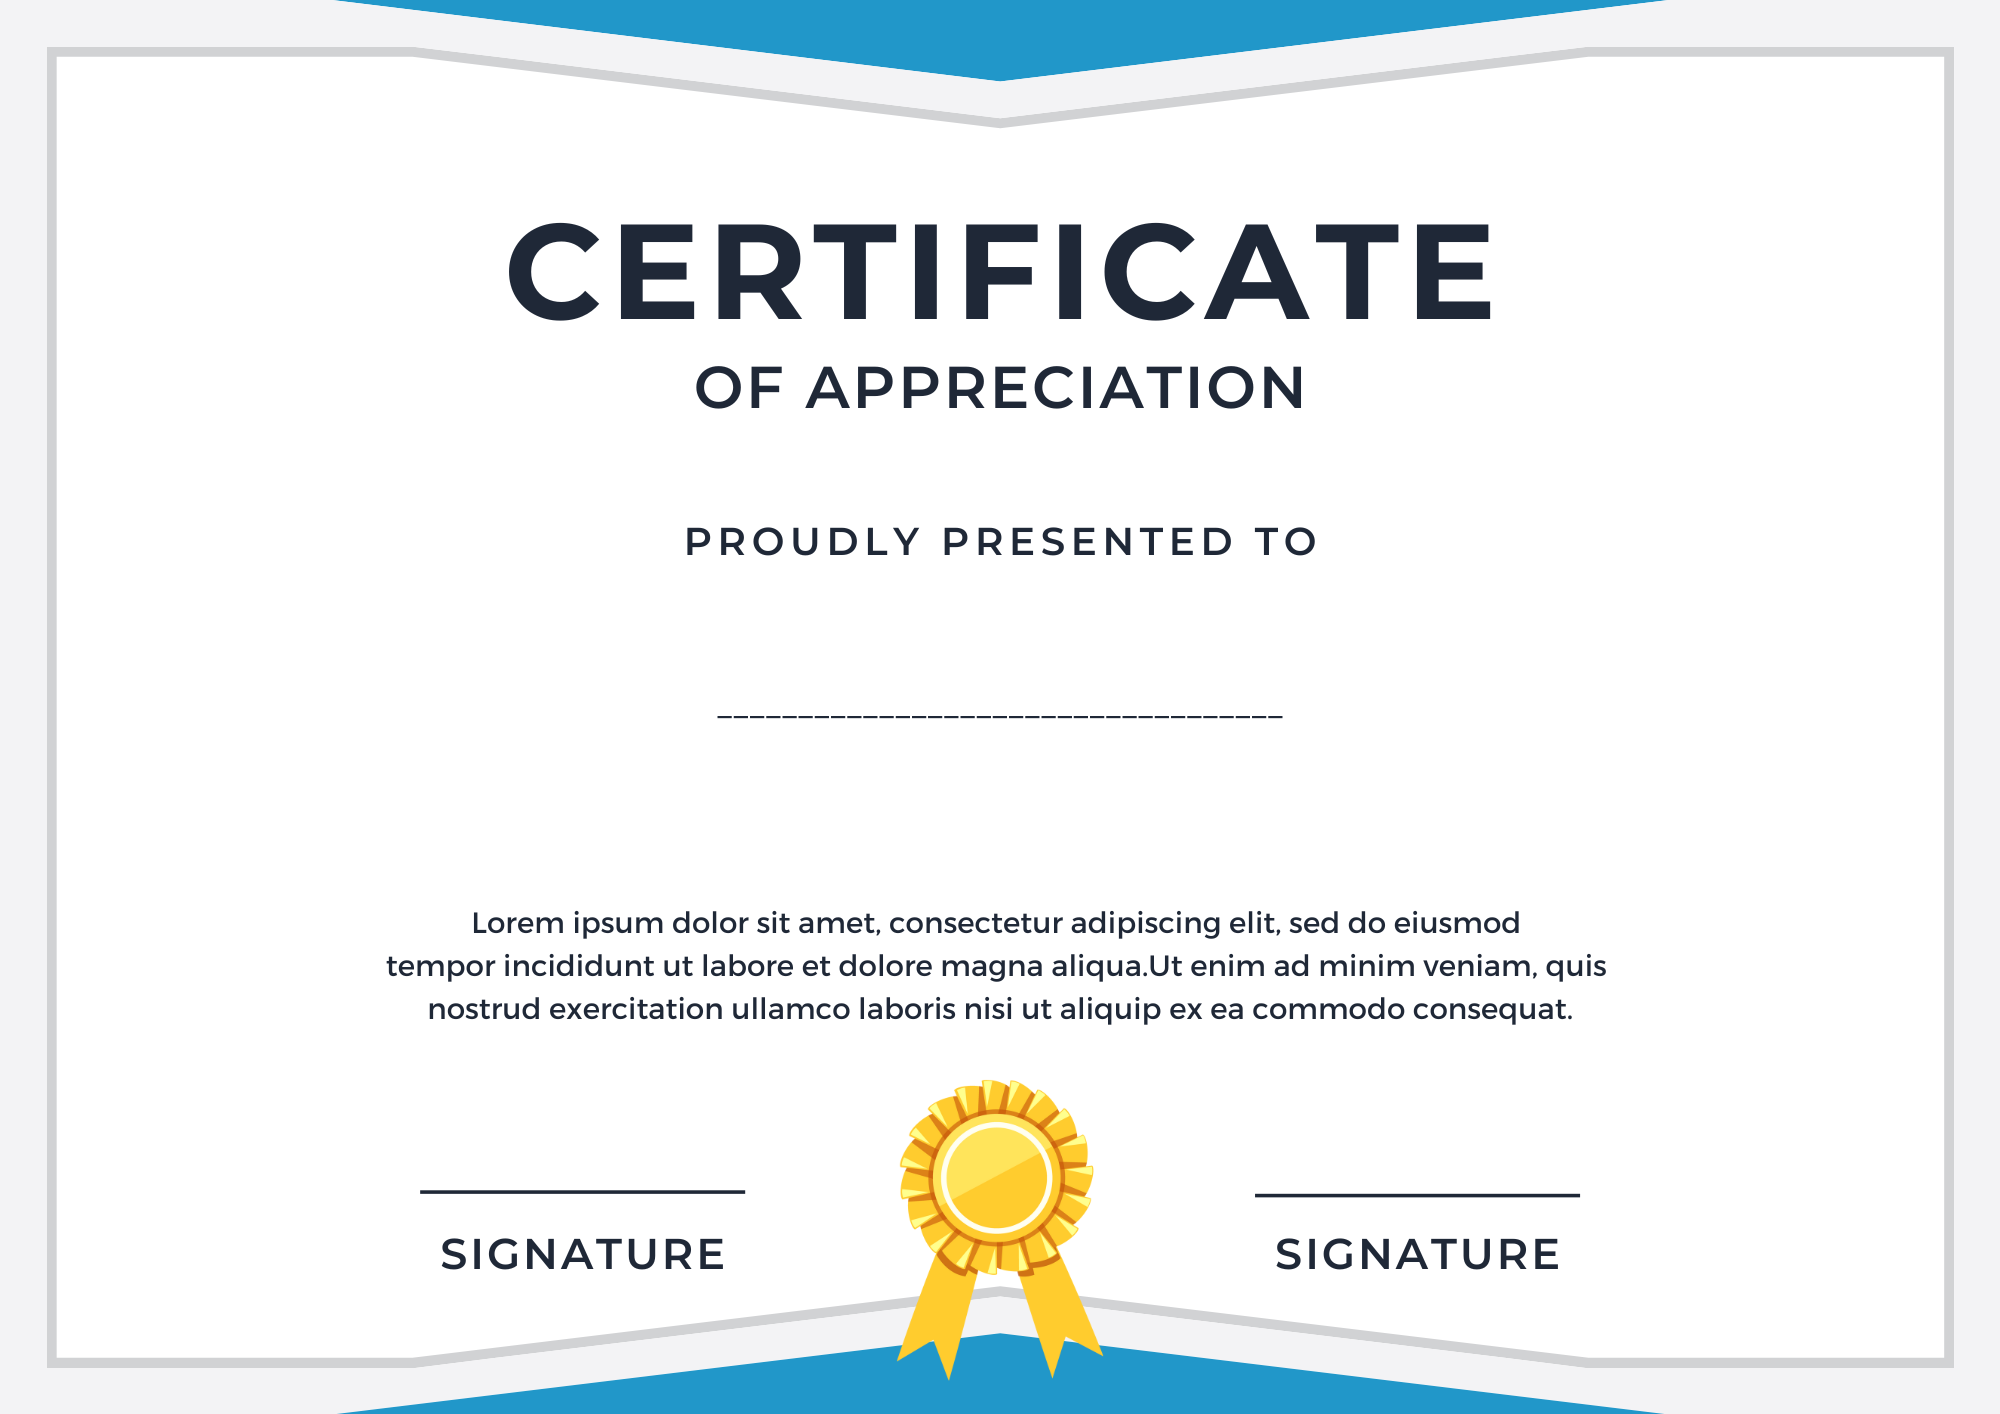 CERTIFICATE
OF APPRECIATION
PROUDLY PRESENTED TO
___________________________________
Lorem ipsum dolor sit amet, consectetur adipiscing elit, sed do eiusmod
tempor incididunt ut labore et dolore magna aliqua.Ut enim ad minim veniam, quis
nostrud exercitation ullamco laboris nisi ut aliquip ex ea commodo consequat.
SIGNATURE
SIGNATURE